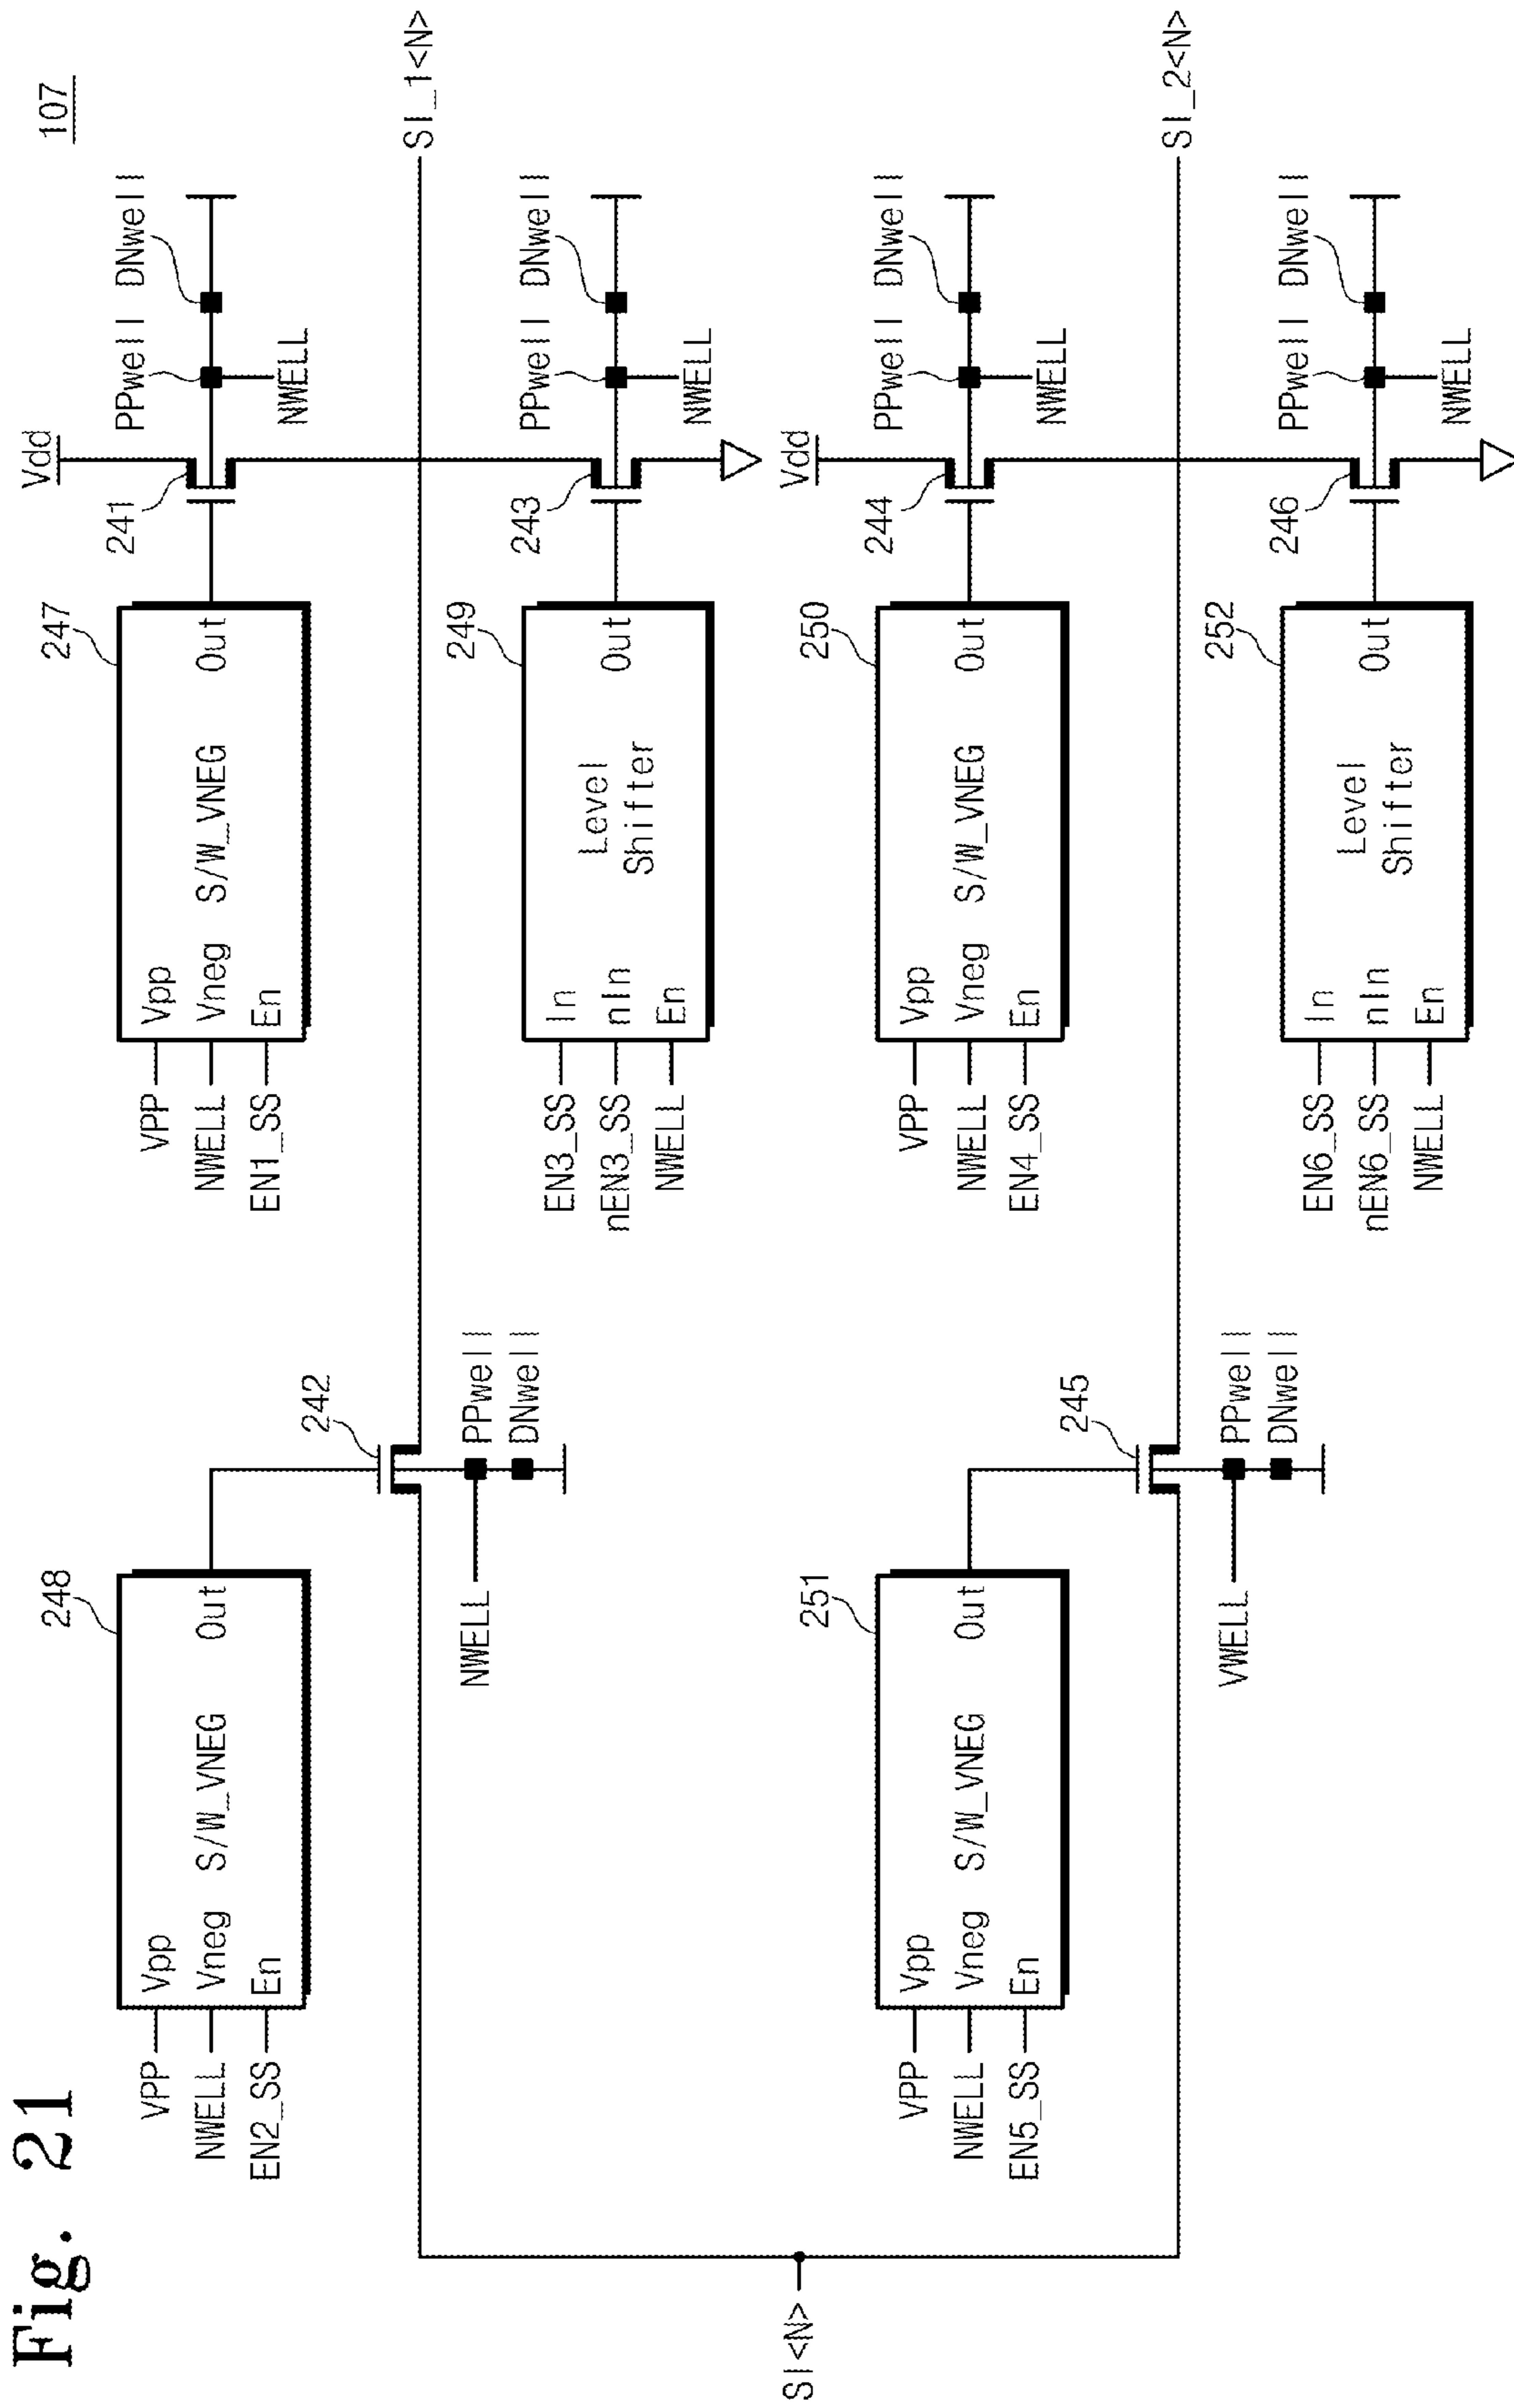 Fig. 21
107
248
VPP
NWELL
EN2_SS
Vpp
Vneg
En
S/W_VNEG
Out
242
PPwell
DNwell
NWELL
247
VPP
NWELL
EN1_SS
Vpp
Vneg
En
S/W_VNEG
Out
241
Vdd
PPwell
DNwell
NWELL
SI_1<N>
249
EN3_SS
nEN3_SS
NWELL
In
nIn
En
Level
Shifter
Out
243
PPwell
DNwell
NWELL
SI<N>
251
VPP
NWELL
EN5_SS
Vpp
Vneg
En
S/W_VNEG
Out
245
PPwell
DNwell
VWELL
250
VPP
NWELL
EN4_SS
Vpp
Vneg
En
S/W_VNEG
Out
244
Vdd
PPwell
DNwell
NWELL
SI_2<N>
252
EN6_SS
nEN6_SS
NWELL
In
nIn
En
Level
Shifter
Out
246
PPwell
DNwell
NWELL